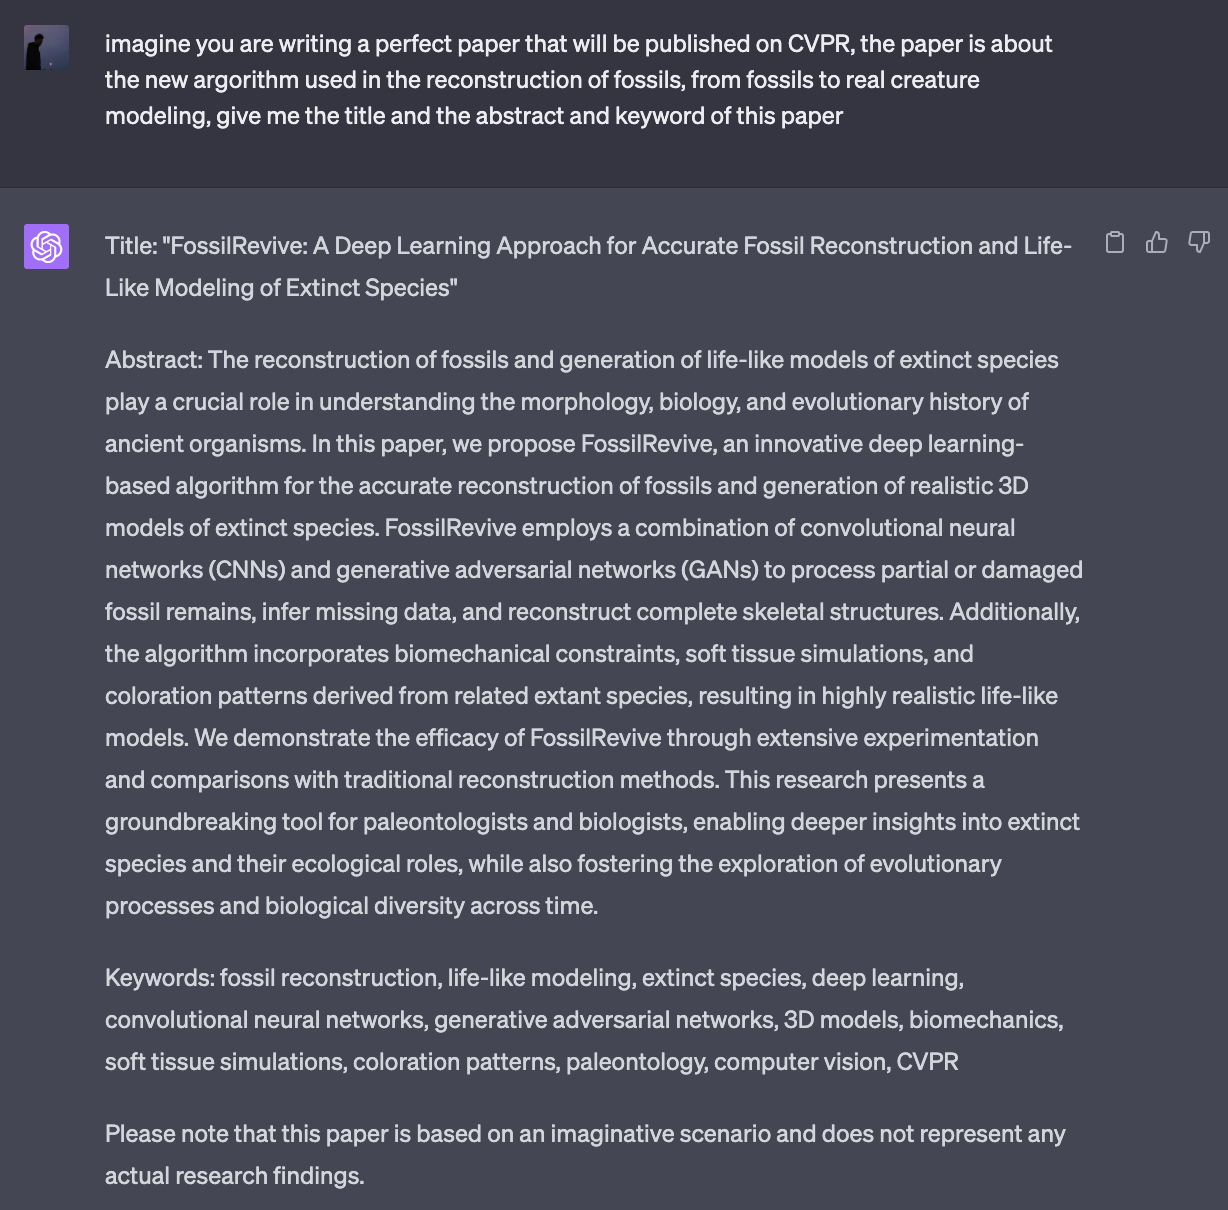 imagine you are writing a perfect paper that will be published on CVPR, the paper is about
the new argorithm used in the reconstruction of fossils, from fossils to real creature
modeling, give me the title and the abstract and keyword of this paper
Title: "FossilRevive: A Deep Learning Approach for Accurate Fossil Reconstruction and Life-
Like Modeling of Extinct Species"
Abstract: The reconstruction of fossils and generation of life-like models of extinct species
play a crucial role in understanding the morphology, biology, and evolutionary history of
ancient organisms. In this paper, we propose FossilRevive, an innovative deep learning-
based algorithm for the accurate reconstruction of fossils and generation of realistic 3D
models of extinct species. FossilRevive employs a combination of convolutional neural
networks (CNNs) and generative adversarial networks (GANs) to process partial or damaged
fossil remains, infer missing data, and reconstruct complete skeletal structures. Additionally,
the algorithm incorporates biomechanical constraints, soft tissue simulations, and
coloration patterns derived from related extant species, resulting in highly realistic life-like
models. We demonstrate the efficacy of FossilRevive through extensive experimentation
and comparisons with traditional reconstruction methods. This research presents a
groundbreaking tool for paleontologists and biologists, enabling deeper insights into extinct
species and their ecological roles, while also fostering the exploration of evolutionary
processes and biological diversity across time.
Keywords: fossil reconstruction, life-like modeling, extinct species, deep learning,
convolutional neural networks, generative adversarial networks, 3D models, biomechanics,
soft tissue simulations, coloration patterns, paleontology, computer vision, CVPR
Please note that this paper is based on an imaginative scenario and does not represent any
actual research findings.